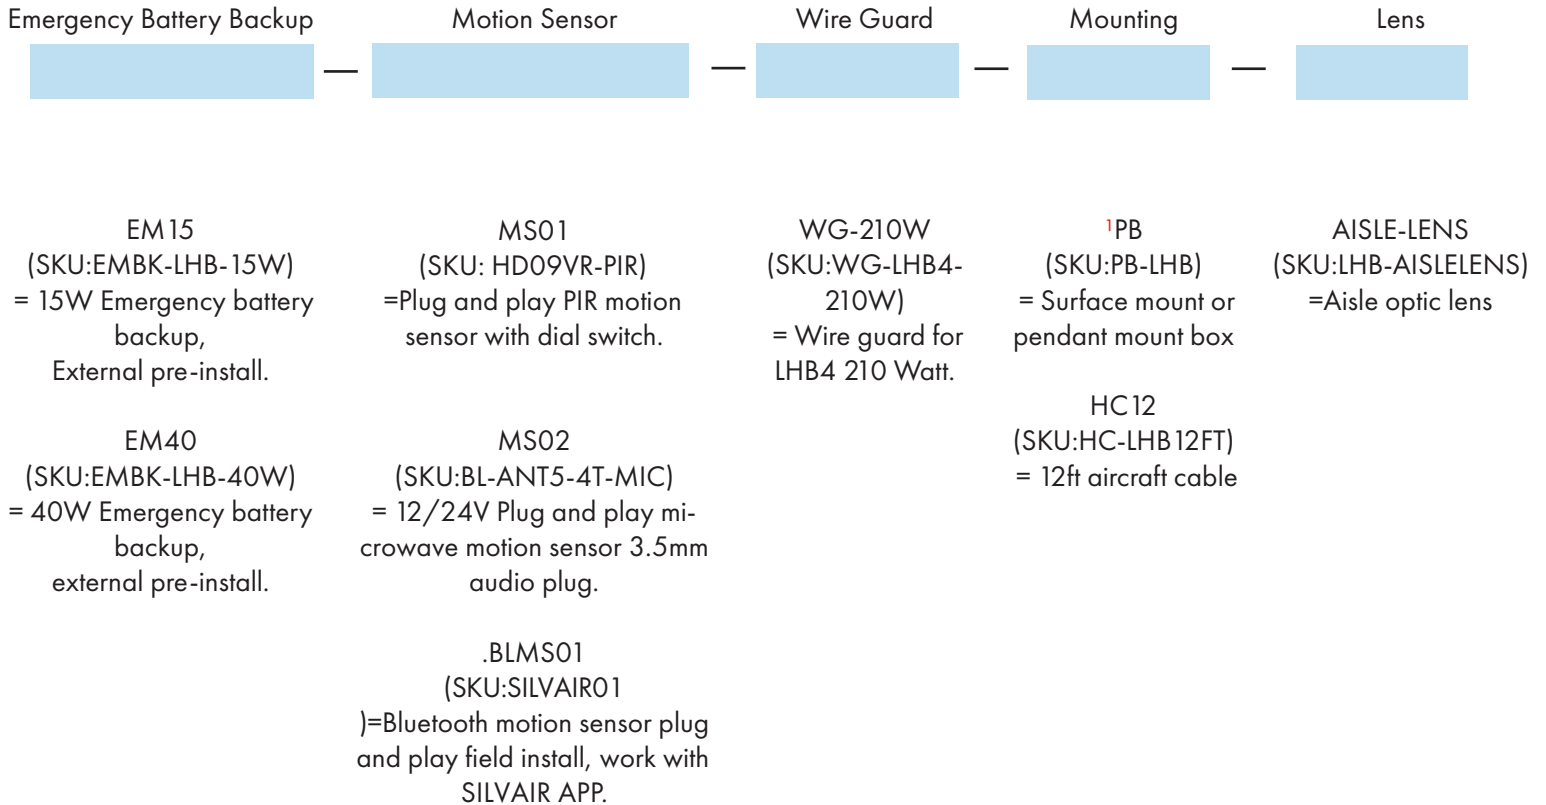 Emergency Battery Backup
Motion Sensor
Wire Guard
Mounting
Lens
— — — —
EM15
(SKU:EMBK-LHB-15W)
= 15W Emergency battery
backup,
External pre-install.
EM40
(SKU:EMBK-LHB-40W)
= 40W Emergency battery
backup,
external pre-install.
MS01
(SKU: HD09VR-PIR)
=Plug and play PIR motion
sensor with dial switch.
MS02
(SKU:BL-ANT5-4T-MIC)
= 12/24V Plug and play mi-
crowave motion sensor 3.5mm
audio plug.
.BLMS01
(SKU:SILVAIR01
)=Bluetooth motion sensor plug
and play field install, work with
SILVAIR APP.
WG-210W
(SKU:WG-LHB4-
210W)
= Wire guard for
LHB4 210 Watt.
¹PB
(SKU:PB-LHB)
= Surface mount or
pendant mount box
HC12
(SKU:HC-LHB12FT)
= 12ft aircraft cable
AISLE-LENS
(SKU:LHB-AISLELENS)
=Aisle optic lens